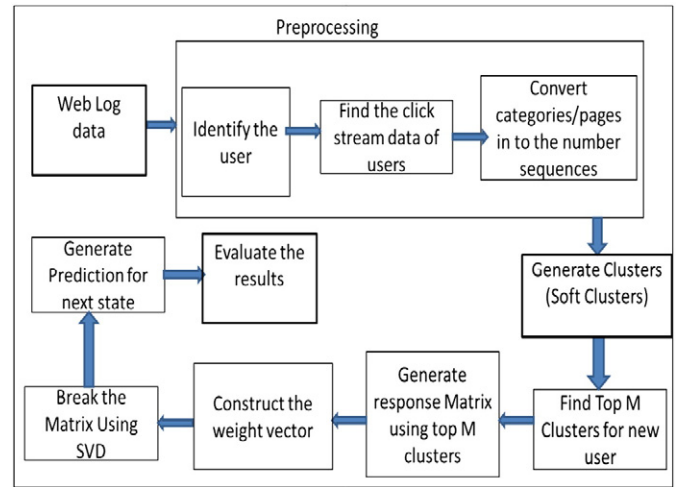 Preprocessing
Web Log
data
Identify the
user
Find the click
stream data of
users
Convert
categories/pages
in to the number
sequences
Generate Clusters
(Soft Clusters)
Find Top M
Clusters for new
user
Generate
response Matrix
using top M
clusters
Construct the
weight vector
Break the
Matrix Using
SVD
Generate
Prediction for
next state
Evaluate the
results